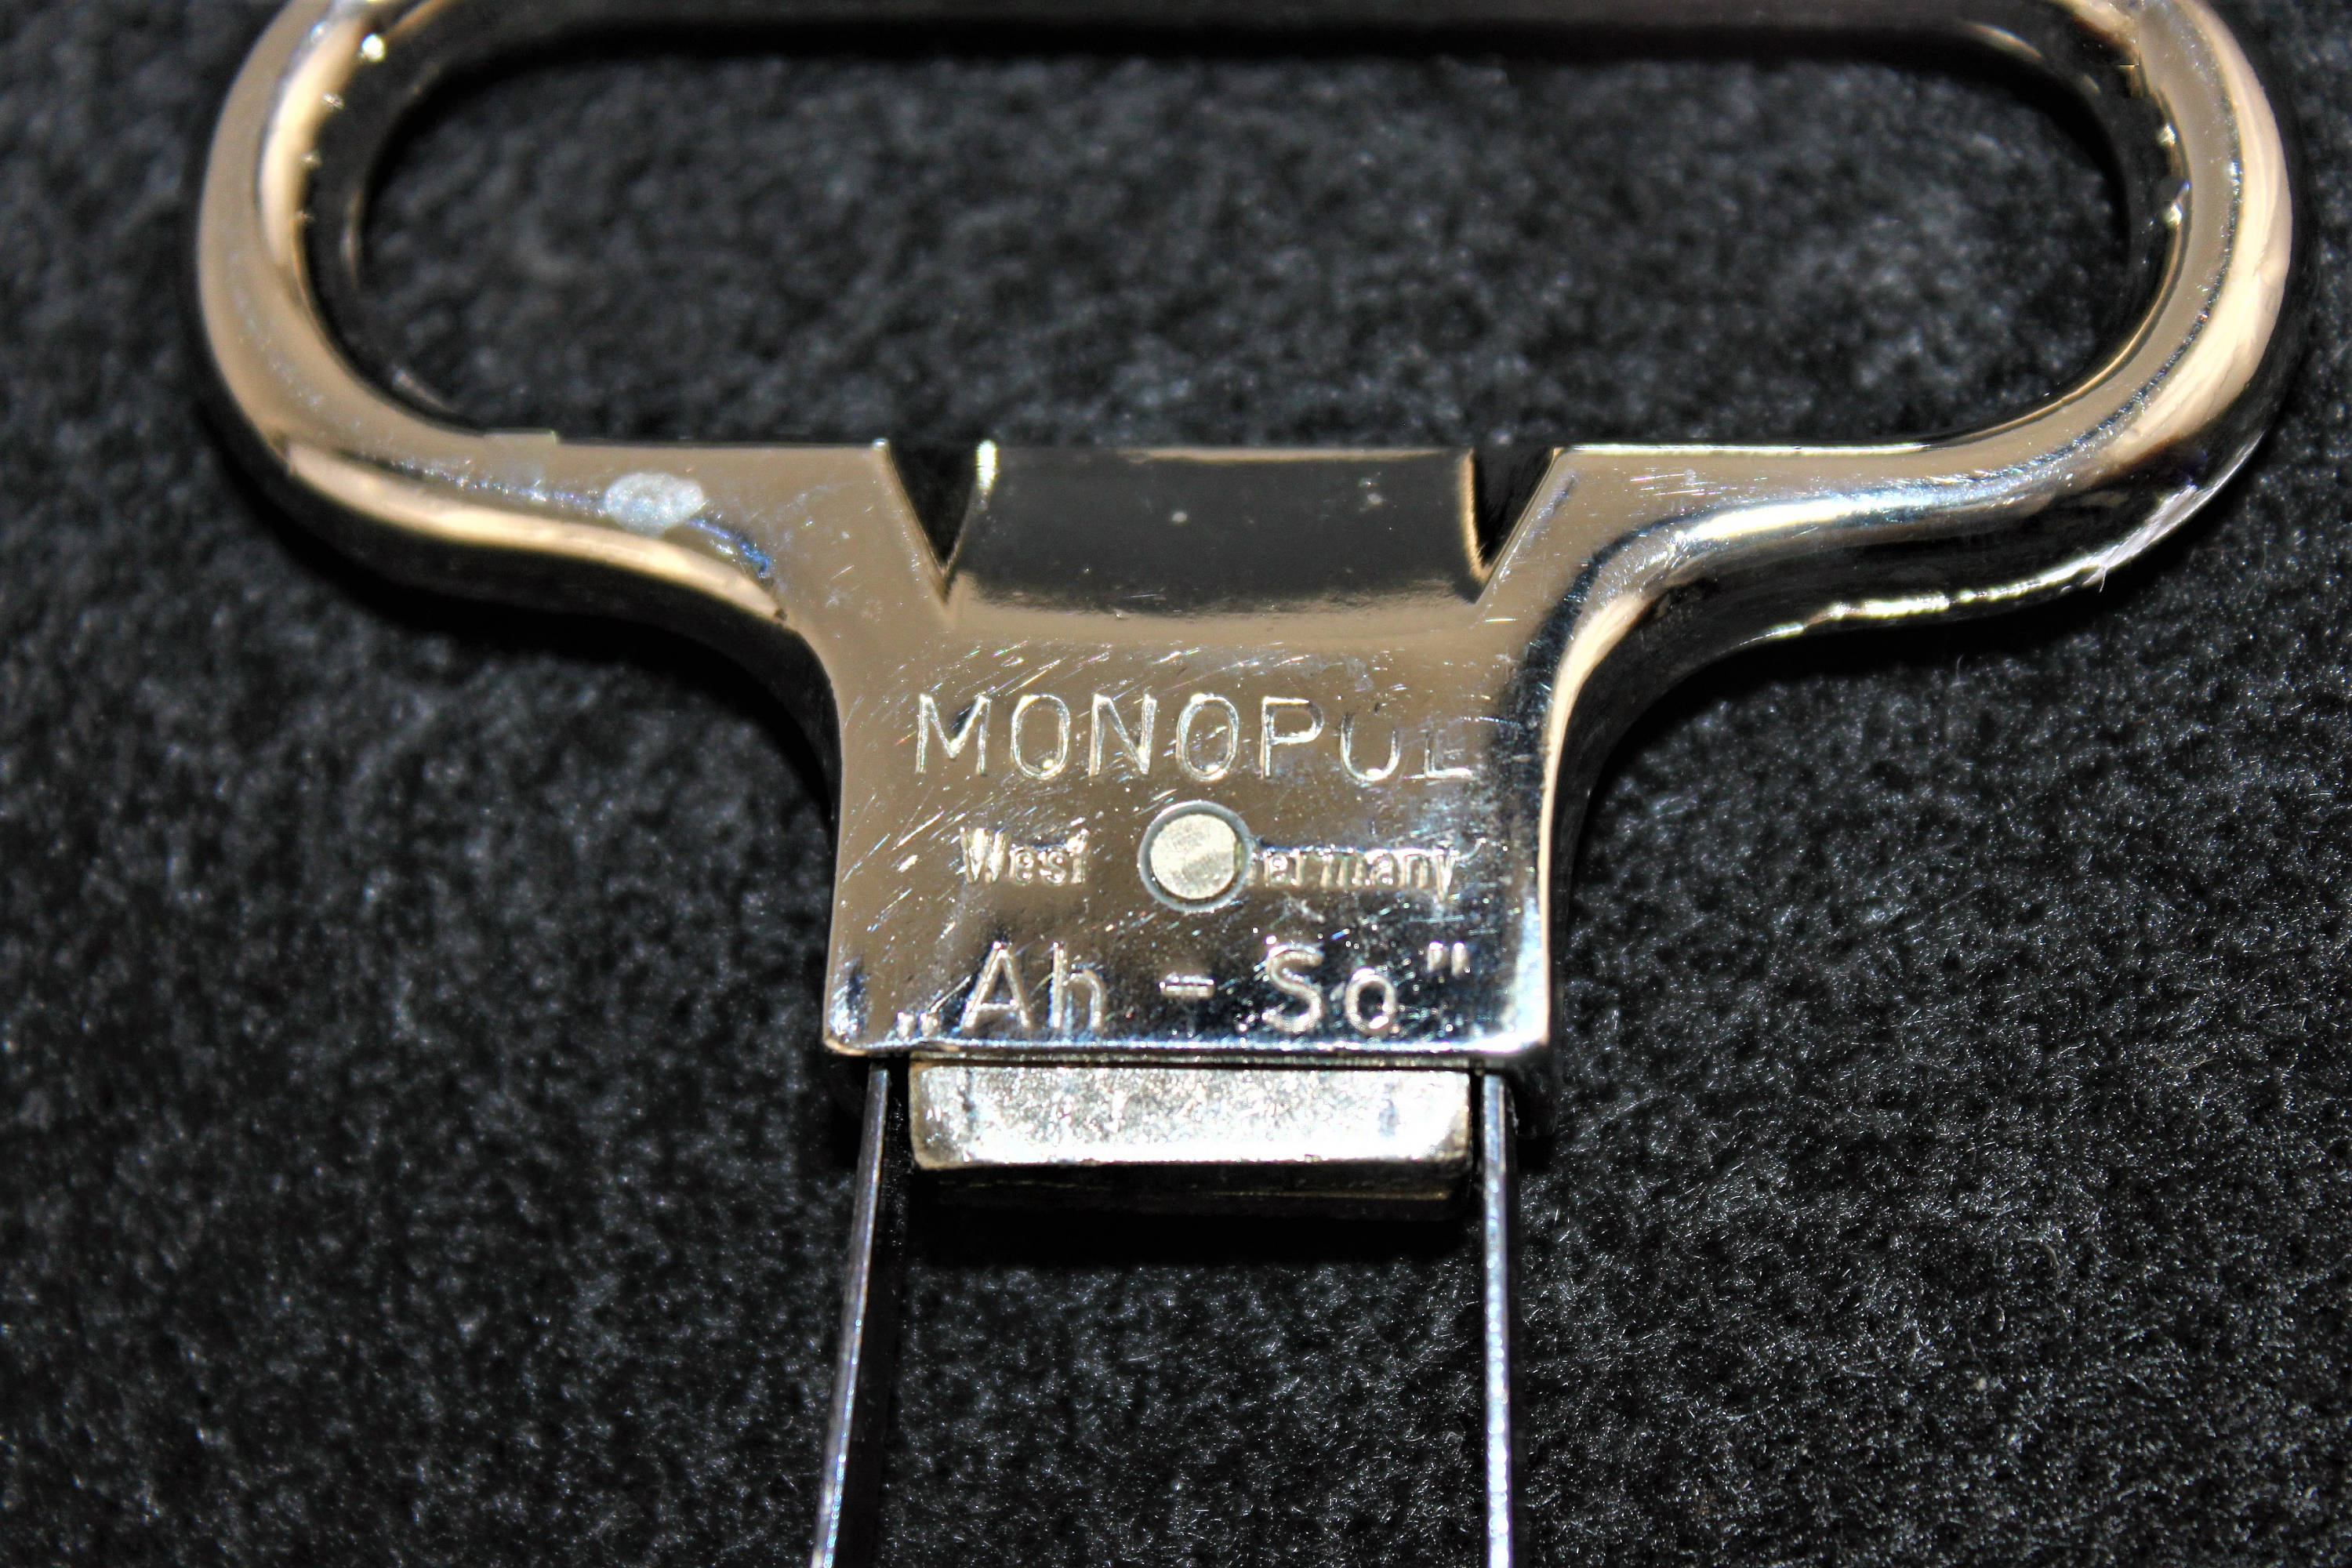 MONOPOL
West Germany
„Ah - So"